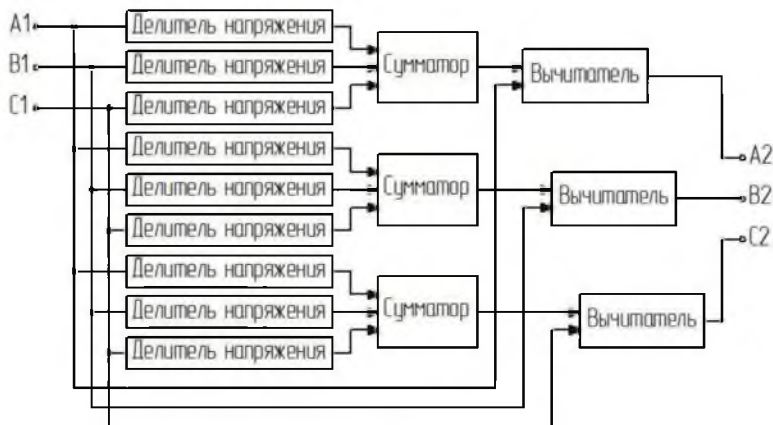 A1
B1
C1
Делитель напряжения
Делитель напряжения
Делитель напряжения
Делитель напряжения
Делитель напряжения
Делитель напряжения
Делитель напряжения
Делитель напряжения
Делитель напряжения
Сумматор
Сумматор
Сумматор
Вычитатель
Вычитатель
Вычитатель
A2
B2
C2